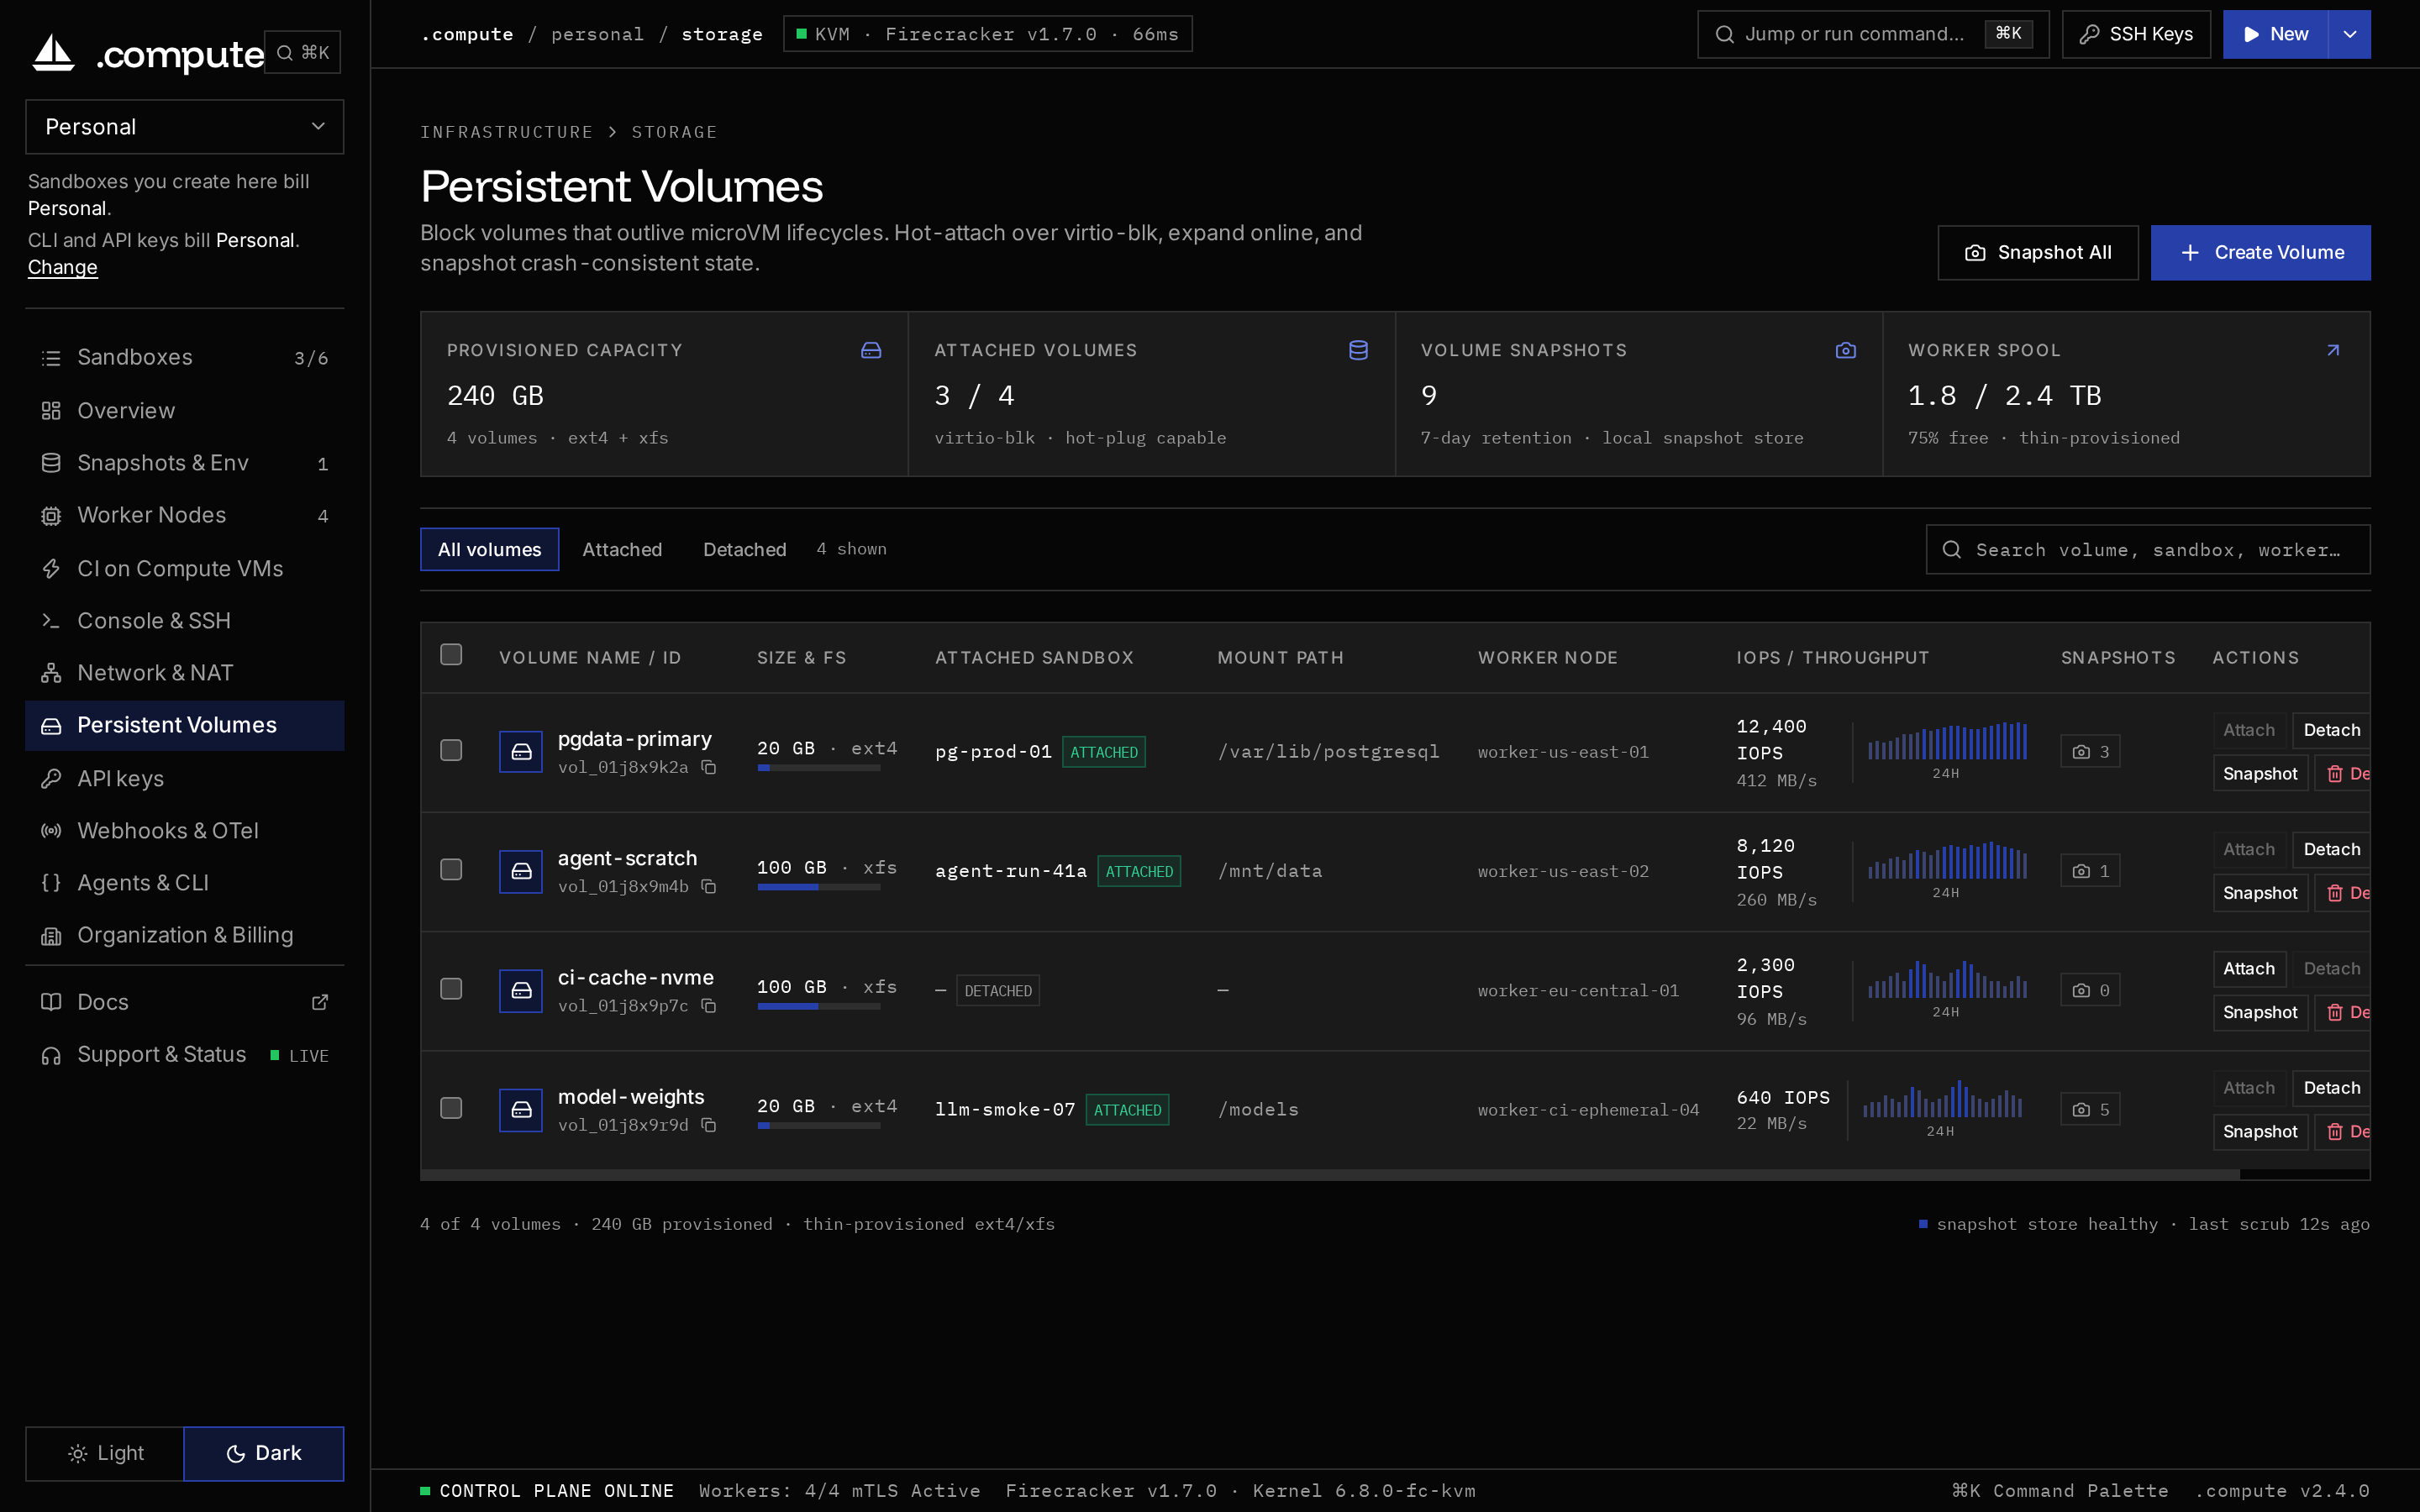 .compute
⌘K
Personal
Sandboxes you create here bill
Personal.
CLI and API keys bill Personal.
Change
Sandboxes 3/6
Overview
Snapshots & Env 1
Worker Nodes 4
CI on Compute VMs
Console & SSH
Network & NAT
Persistent Volumes
API keys
Webhooks & OTel
Agents & CLI
Organization & Billing
Docs
Support & Status LIVE
Light Dark
.compute / personal / storage KVM · Firecracker v1.7.0 · 66ms
Jump or run command... ⌘K SSH Keys New
INFRASTRUCTURE > STORAGE
Persistent Volumes
Block volumes that outlive microVM lifecycles. Hot-attach over virtio-blk, expand online, and
snapshot crash-consistent state.
Snapshot All Create Volume
PROVISIONED CAPACITY
240 GB
4 volumes · ext4 + xfs
ATTACHED VOLUMES
3 / 4
virtio-blk · hot-plug capable
VOLUME SNAPSHOTS
9
7-day retention · local snapshot store
WORKER SPOOL
1.8 / 2.4 TB
75% free · thin-provisioned
All volumes Attached Detached 4 shown
Search volume, sandbox, worker…
VOLUME NAME / ID SIZE & FS ATTACHED SANDBOX MOUNT PATH WORKER NODE IOPS / THROUGHPUT SNAPSHOTS ACTIONS
pgdata-primary
vol_01j8x9k2a
20 GB · ext4
pg-prod-01 ATTACHED
/var/lib/postgresql
worker-us-east-01
12,400
IOPS
412 MB/s
24H
3
Attach Detach
Snapshot De
agent-scratch
vol_01j8x9m4b
100 GB · xfs
agent-run-41a ATTACHED
/mnt/data
worker-us-east-02
8,120
IOPS
260 MB/s
24H
1
Attach Detach
Snapshot De
ci-cache-nvme
vol_01j8x9p7c
100 GB · xfs
— DETACHED
—
worker-eu-central-01
2,300
IOPS
96 MB/s
24H
0
Attach Detach
Snapshot De
model-weights
vol_01j8x9r9d
20 GB · ext4
llm-smoke-07 ATTACHED
/models
worker-ci-ephemeral-04
640 IOPS
22 MB/s
24H
5
Attach Detach
Snapshot De
4 of 4 volumes · 240 GB provisioned · thin-provisioned ext4/xfs
snapshot store healthy · last scrub 12s ago
CONTROL PLANE ONLINE Workers: 4/4 mTLS Active Firecracker v1.7.0 · Kernel 6.8.0-fc-kvm
⌘K Command Palette .compute v2.4.0